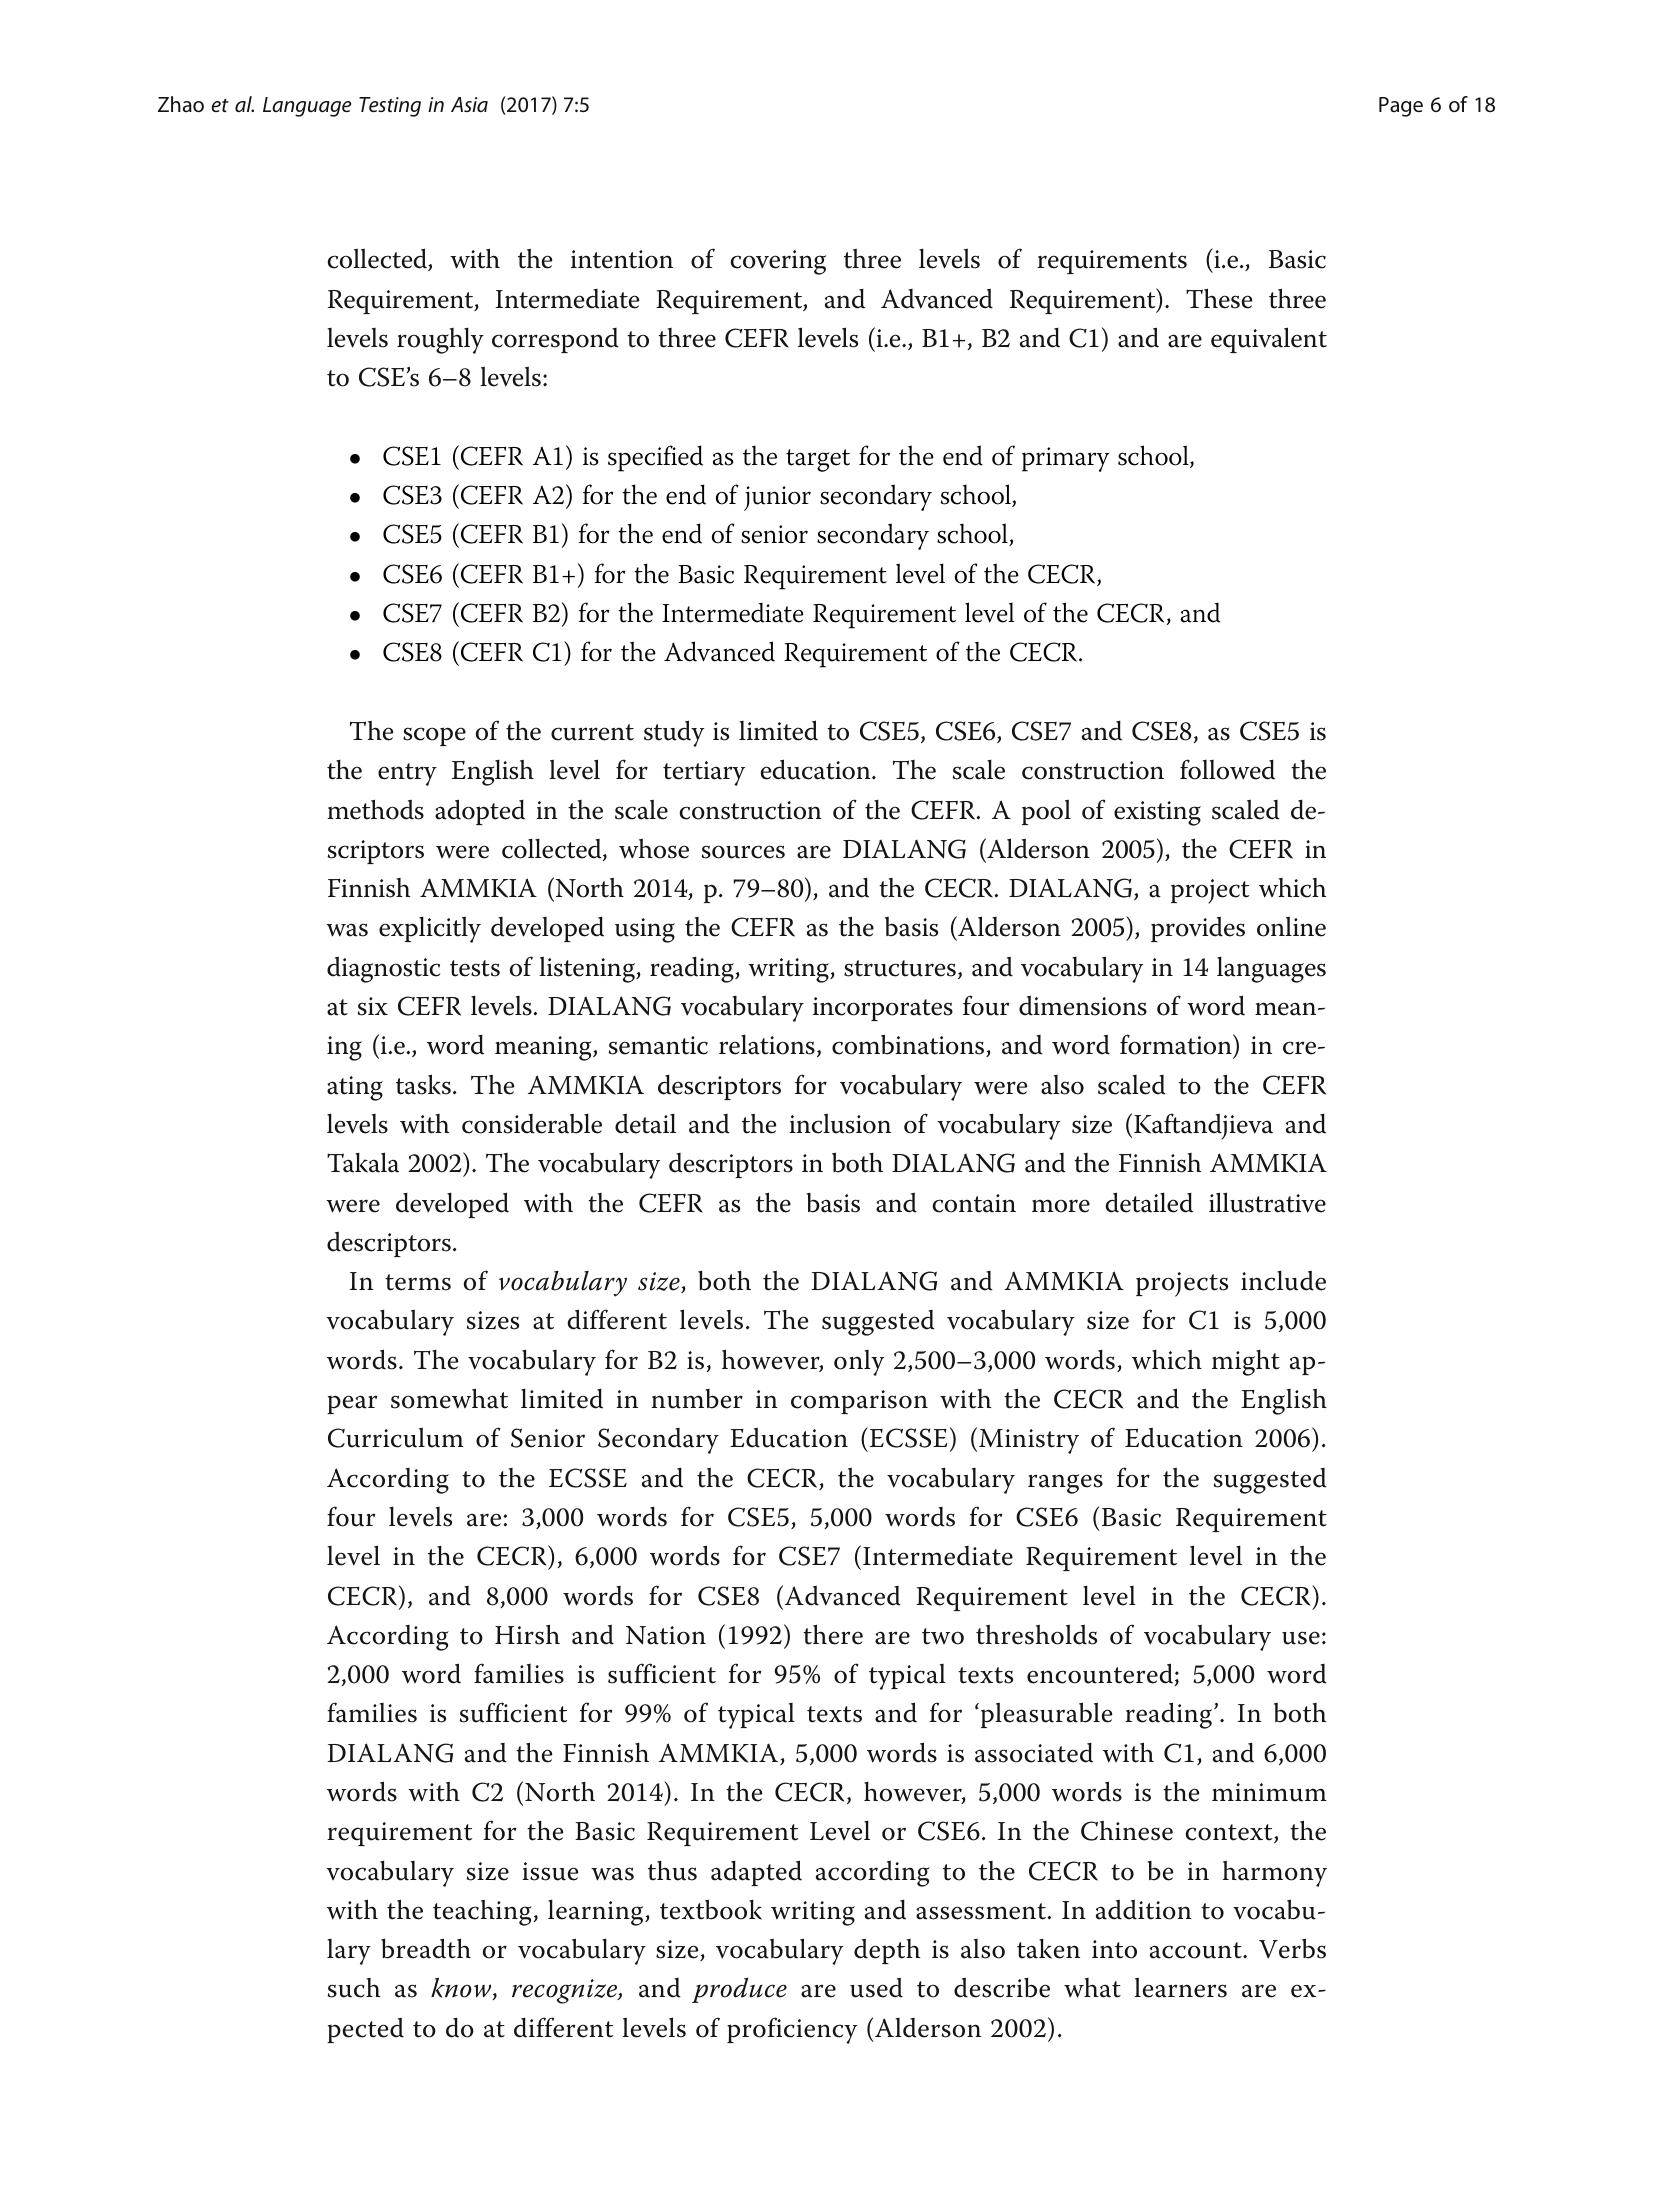 Zhao et al. Language Testing in Asia (2017) 7:5
Page 6 of 18
collected, with the intention of covering three levels of requirements (i.e., Basic
Requirement, Intermediate Requirement, and Advanced Requirement). These three
levels roughly correspond to three CEFR levels (i.e., B1+, B2 and C1) and are equivalent
to CSE’s 6–8 levels:
• CSE1 (CEFR A1) is specified as the target for the end of primary school,
• CSE3 (CEFR A2) for the end of junior secondary school,
• CSE5 (CEFR B1) for the end of senior secondary school,
• CSE6 (CEFR B1+) for the Basic Requirement level of the CECR,
• CSE7 (CEFR B2) for the Intermediate Requirement level of the CECR, and
• CSE8 (CEFR C1) for the Advanced Requirement of the CECR.
The scope of the current study is limited to CSE5, CSE6, CSE7 and CSE8, as CSE5 is
the entry English level for tertiary education. The scale construction followed the
methods adopted in the scale construction of the CEFR. A pool of existing scaled de-
scriptors were collected, whose sources are DIALANG (Alderson 2005), the CEFR in
Finnish AMMKIA (North 2014, p. 79–80), and the CECR. DIALANG, a project which
was explicitly developed using the CEFR as the basis (Alderson 2005), provides online
diagnostic tests of listening, reading, writing, structures, and vocabulary in 14 languages
at six CEFR levels. DIALANG vocabulary incorporates four dimensions of word mean-
ing (i.e., word meaning, semantic relations, combinations, and word formation) in cre-
ating tasks. The AMMKIA descriptors for vocabulary were also scaled to the CEFR
levels with considerable detail and the inclusion of vocabulary size (Kaftandjieva and
Takala 2002). The vocabulary descriptors in both DIALANG and the Finnish AMMKIA
were developed with the CEFR as the basis and contain more detailed illustrative
descriptors.
In terms of vocabulary size, both the DIALANG and AMMKIA projects include
vocabulary sizes at different levels. The suggested vocabulary size for C1 is 5,000
words. The vocabulary for B2 is, however, only 2,500–3,000 words, which might ap-
pear somewhat limited in number in comparison with the CECR and the English
Curriculum of Senior Secondary Education (ECSSE) (Ministry of Education 2006).
According to the ECSSE and the CECR, the vocabulary ranges for the suggested
four levels are: 3,000 words for CSE5, 5,000 words for CSE6 (Basic Requirement
level in the CECR), 6,000 words for CSE7 (Intermediate Requirement level in the
CECR), and 8,000 words for CSE8 (Advanced Requirement level in the CECR).
According to Hirsh and Nation (1992) there are two thresholds of vocabulary use:
2,000 word families is sufficient for 95% of typical texts encountered; 5,000 word
families is sufficient for 99% of typical texts and for ‘pleasurable reading’. In both
DIALANG and the Finnish AMMKIA, 5,000 words is associated with C1, and 6,000
words with C2 (North 2014). In the CECR, however, 5,000 words is the minimum
requirement for the Basic Requirement Level or CSE6. In the Chinese context, the
vocabulary size issue was thus adapted according to the CECR to be in harmony
with the teaching, learning, textbook writing and assessment. In addition to vocabu-
lary breadth or vocabulary size, vocabulary depth is also taken into account. Verbs
such as know, recognize, and produce are used to describe what learners are ex-
pected to do at different levels of proficiency (Alderson 2002).